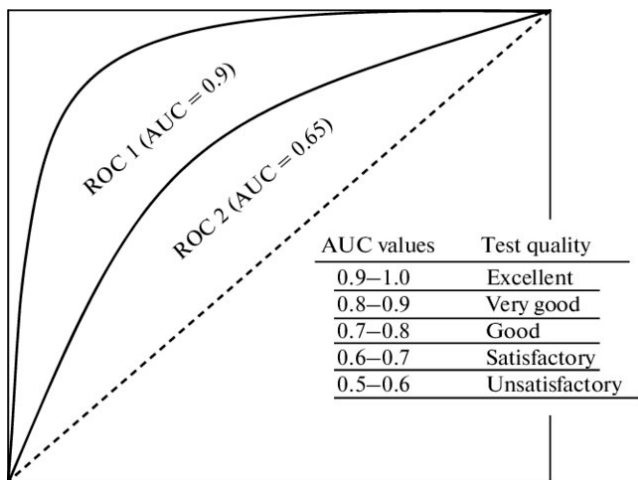 ROC 1 (AUC = 0.9)
ROC 2 (AUC = 0.65)
AUC values Test quality
0.9–1.0 Excellent
0.8–0.9 Very good
0.7–0.8 Good
0.6–0.7 Satisfactory
0.5–0.6 Unsatisfactory